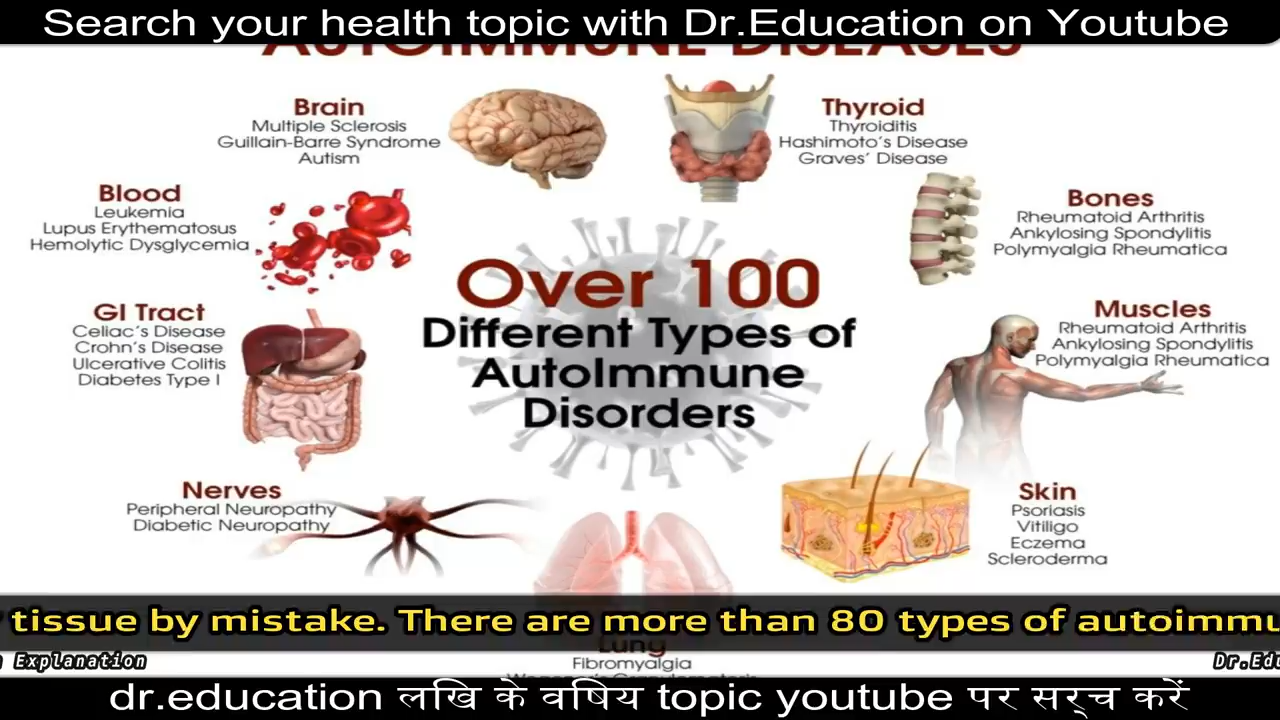 Search your health topic with Dr.Education on Youtube
AUTOIMMUNE DISEASES
Brain
Multiple Sclerosis
Guillain-Barre Syndrome
Autism
Thyroid
Thyroiditis
Hashimoto's Disease
Graves' Disease
Blood
Leukemia
Lupus Erythematosus
Hemolytic Dysglycemia
Bones
Rheumatoid Arthritis
Ankylosing Spondylitis
Polymyalgia Rheumatica
Over 100
Different Types of
AutoImmune
Disorders
GI Tract
Celiac's Disease
Crohn's Disease
Ulcerative Colitis
Diabetes Type I
Muscles
Rheumatoid Arthritis
Ankylosing Spondylitis
Polymyalgia Rheumatica
Nerves
Peripheral Neuropathy
Diabetic Neuropathy
Skin
Psoriasis
Vitiligo
Eczema
Scleroderma
tissue by mistake. There are more than 80 types of autoimmu
Lung
Explanation
Dr.Edu
Fibromyalgia
dr.education लिख के विषय topic youtube पर सर्च करें